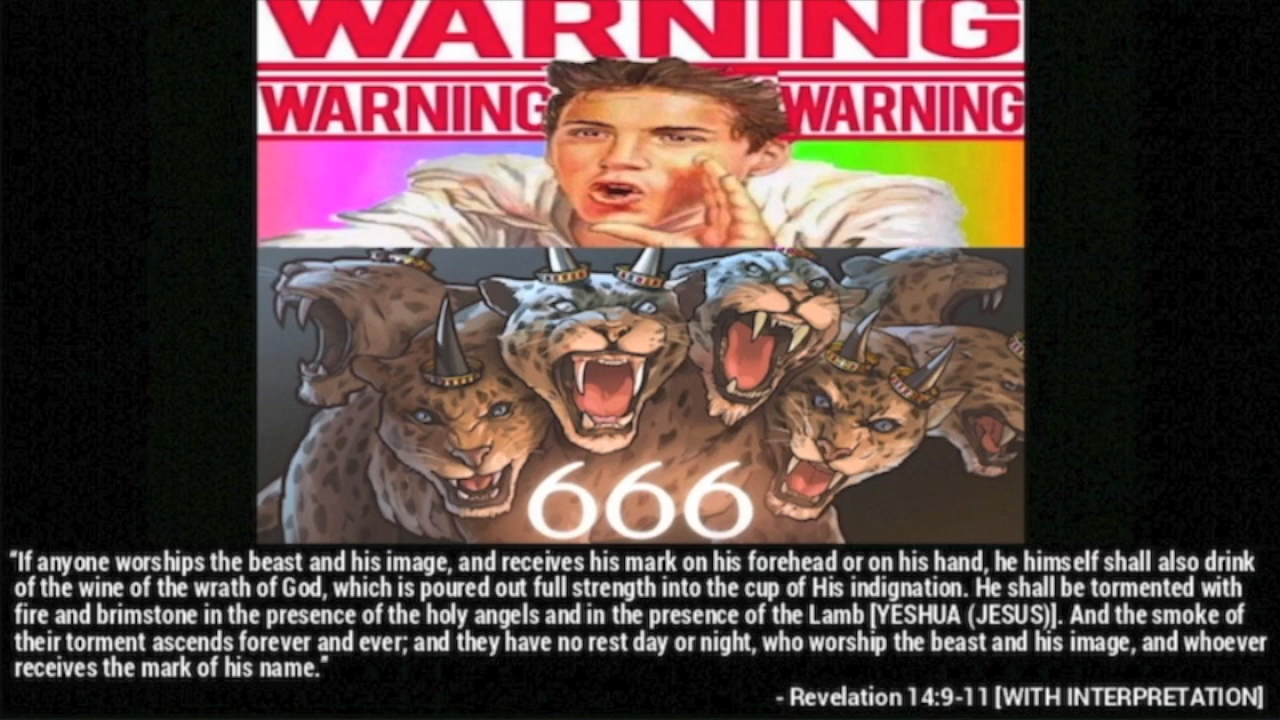 WARNING
WARNING WARNING
666
"If anyone worships the beast and his image, and receives his mark on his forehead or on his hand, he himself shall also drink
of the wine of the wrath of God, which is poured out full strength into the cup of His indignation. He shall be tormented with
fire and brimstone in the presence of the holy angels and in the presence of the Lamb [YESHUA (JESUS)]. And the smoke of
their torment ascends forever and ever; and they have no rest day or night, who worship the beast and his image, and whoever
receives the mark of his name."
- Revelation 14:9-11 [WITH INTERPRETATION]